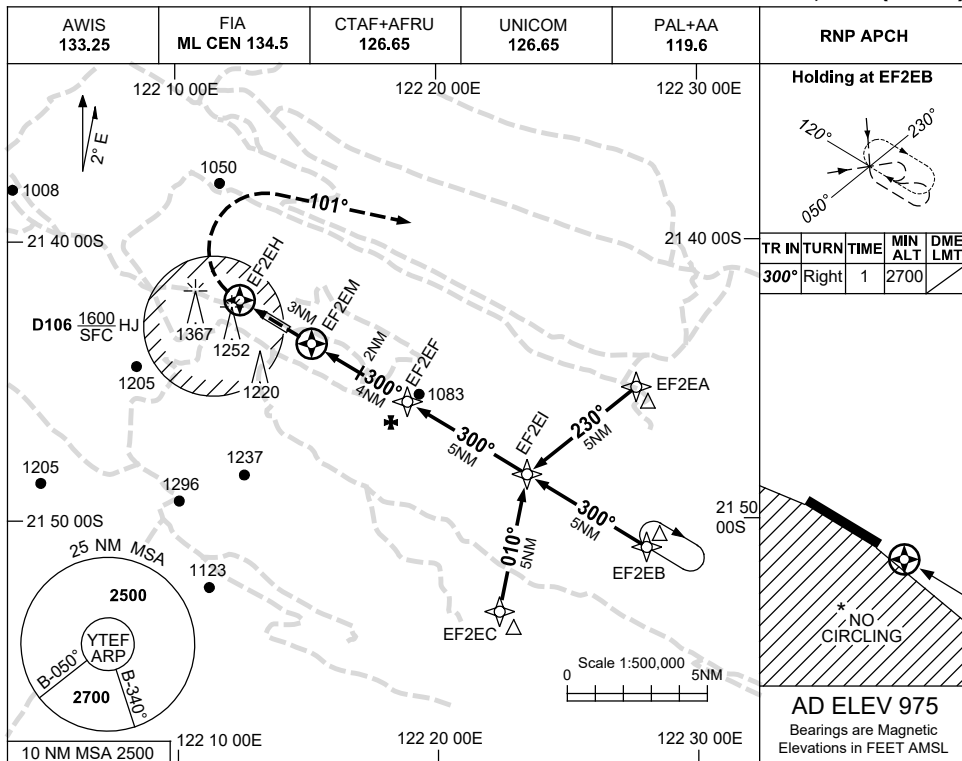 AWIS
133.25
FIA
ML CEN 134.5
CTAF+AFRU
126.65
UNICOM
126.65
PAL+AA
119.6
RNP APCH
122 10 00E
122 20 00E
122 30 00E
2° E
1050
1008
101°
21 40 00S
21 40 00S
EF2EH
EF2EM
3NM
D106 1600 HJ
SFC
1367
1252
1220
1205
2NM
EF2EF
300°
4NM
1083
EF2EA
230°
5NM
EF2EI
300°
5NM
1237
1205
1296
300°
5NM
21 50
00S
21 50 00S
010°
5NM
EF2EB
1123
EF2EC
25 NM MSA
2500
YTEF
ARP
B-050°
B-340°
2700
10 NM MSA 2500
Scale 1:500,000
0
5NM
122 10 00E
122 20 00E
122 30 00E
Holding at EF2EB
120°
230°
050°
TR IN TURN TIME MIN ALT DME LMT
300° Right 1 2700
* NO
CIRCLING
AD ELEV 975
Bearings are Magnetic
Elevations in FEET AMSL